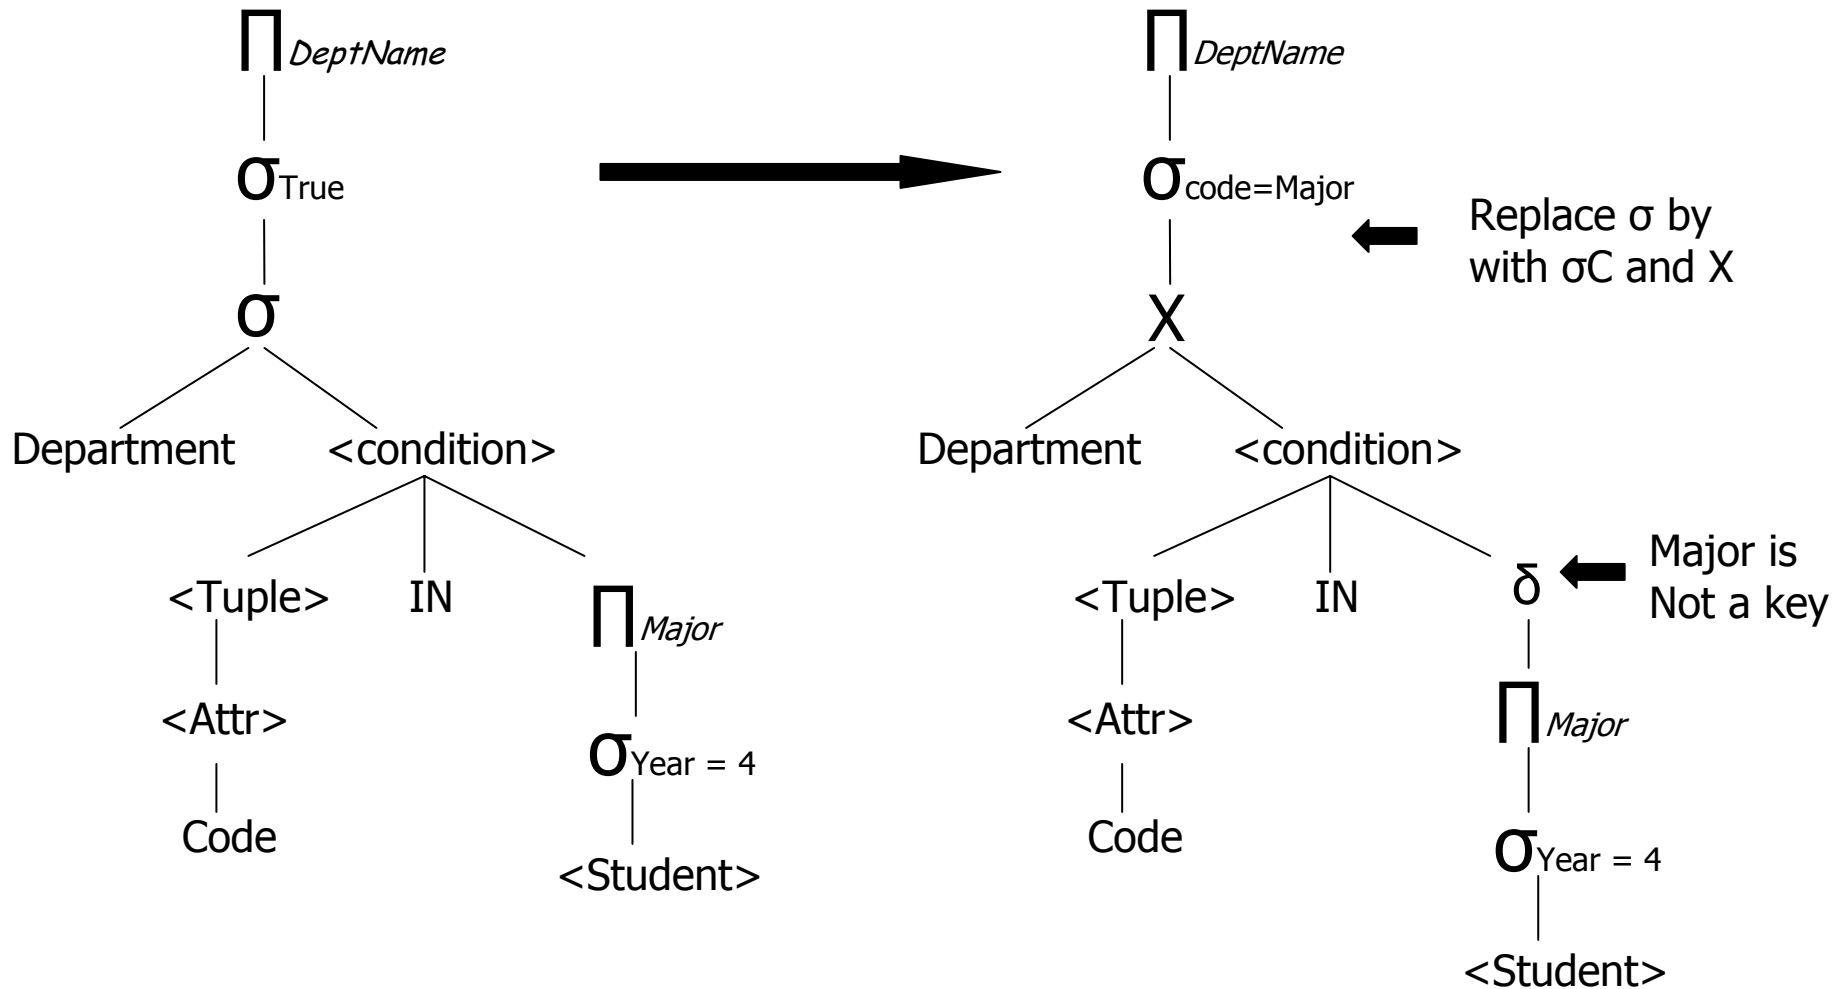 ∏DeptName
σTrue
σ
Department <condition>
<Tuple> IN ∏Major
<Attr> σYear = 4
Code <Student>
∏DeptName
σcode=Major
Replace σ by
with σC and X
X
Department <condition>
<Tuple> IN δ
Major is
Not a key
<Attr> ∏Major
Code σYear = 4
<Student>